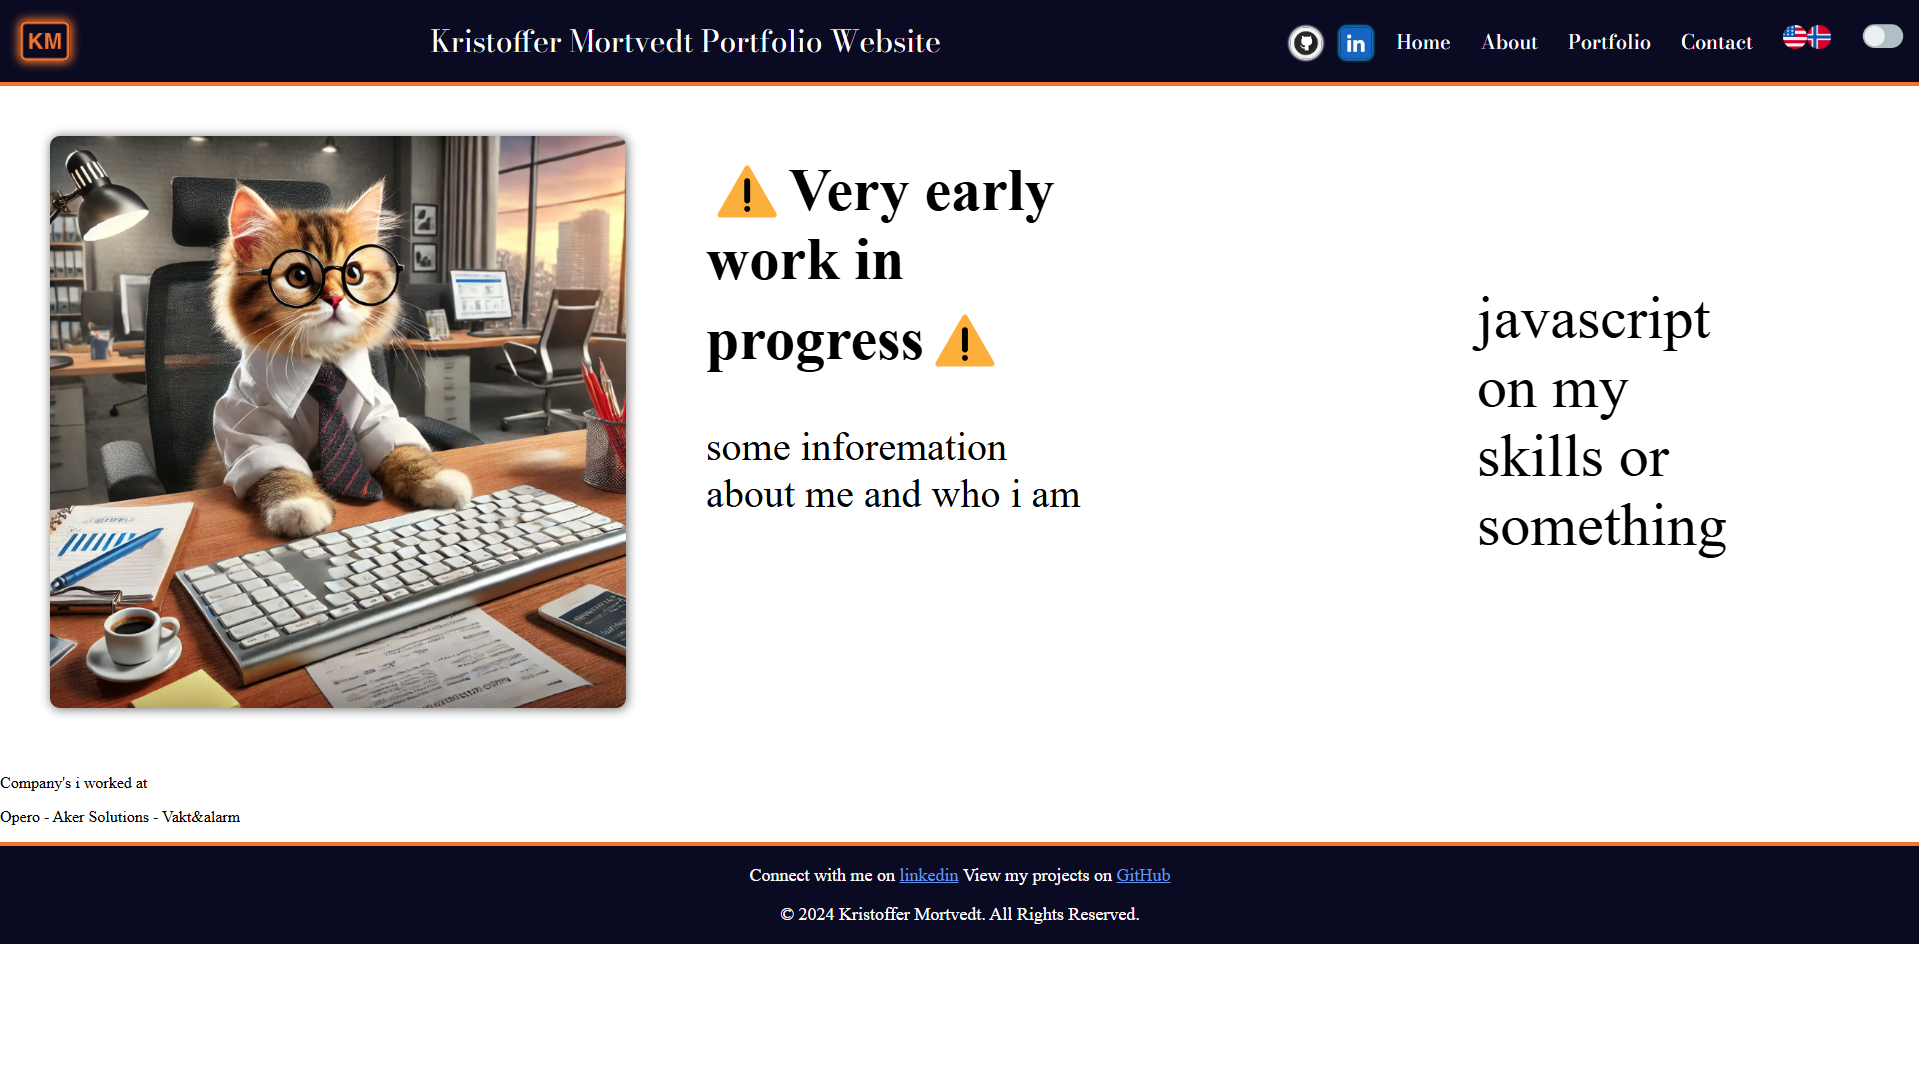 KM
Kristoffer Mortvedt Portfolio Website
in
Home
About
Portfolio
Contact
Very early
work in
progress
some inforemation
about me and who i am
javascript
on my
skills or
something
Company's i worked at
Opero - Aker Solutions - Vakt&alarm
Connect with me on linkedin View my projects on GitHub
© 2024 Kristoffer Mortvedt. All Rights Reserved.